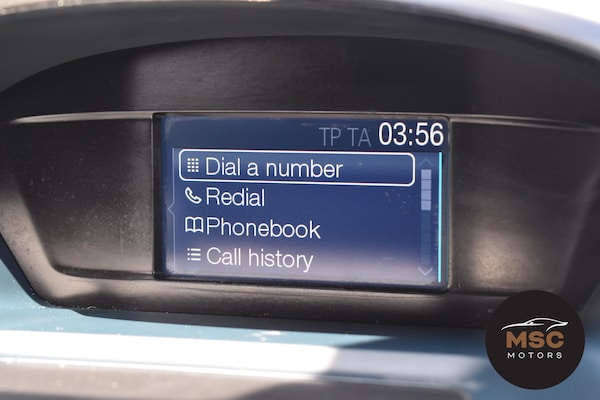 TP TA 03:56
Dial a number
Redial
Phonebook
Call history
MSC
MOTORS